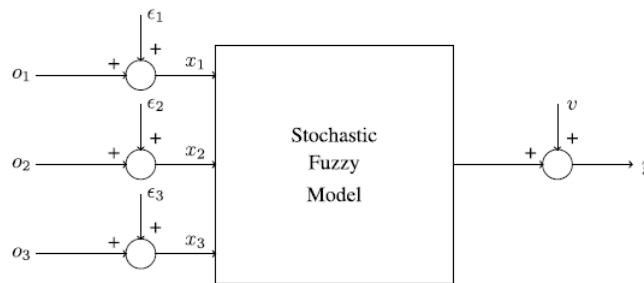 ϵ₁
+
+
o₁
x₁
ϵ₂
+
+
o₂
x₂
ϵ₃
+
+
o₃
x₃
Stochastic
Fuzzy
Model
v
+
+